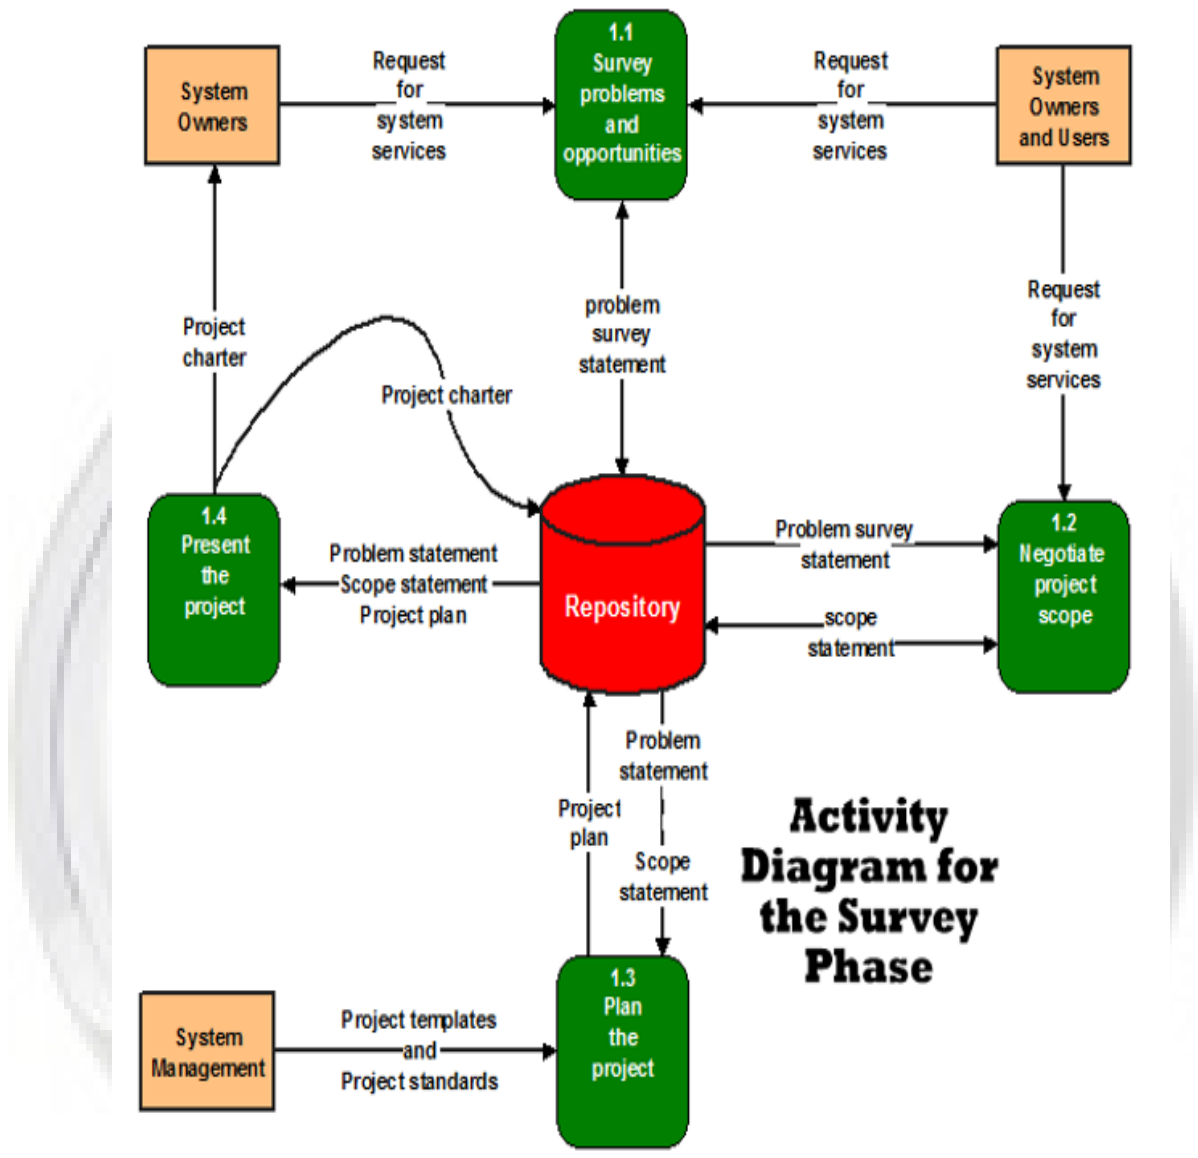 System
Owners
Request
for
system
services
1.1
Survey
problems
and
opportunities
Request
for
system
services
System
Owners
and Users
Project
charter
Project charter
problem
survey
statement
Request
for
system
services
1.4
Present
the
project
Problem statement
Scope statement
Project plan
Repository
Problem survey
statement
scope
statement
1.2
Negotiate
project
scope
Project
plan
Problem
statement
Scope
statement
Activity
Diagram for
the Survey
Phase
System
Management
Project templates
and
Project standards
1.3
Plan
the
project